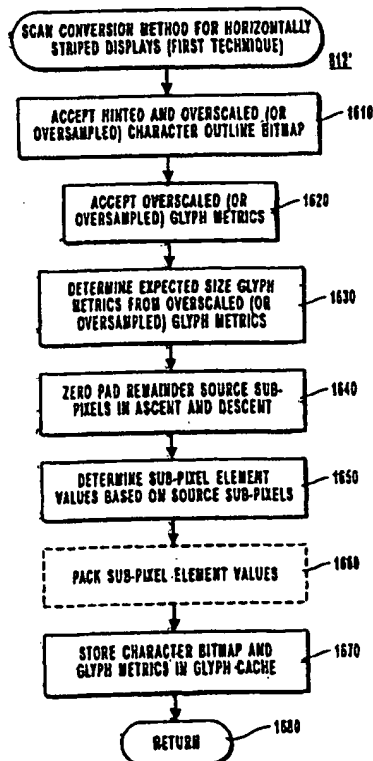 SCAN CONVERSION METHOD FOR HORIZONTALLY
STRIPED DISPLAYS (FIRST TECHNIQUE)
812'
ACCEPT HINTED AND OVERSCALED (OR
OVERSAMPLED) CHARACTER OUTLINE BITMAP
1610
ACCEPT OVERSCALED (OR
OVERSAMPLED) GLYPH METRICS
1620
DETERMINE EXPECTED SIZE GLYPH
METRICS FROM OVERSCALED (OR
OVERSAMPLED) GLYPH METRICS
1630
ZERO PAD REMAINDER SOURCE SUB-
PIXELS IN ASCENT AND DESCENT
1640
DETERMINE SUB-PIXEL ELEMENT
VALUES BASED ON SOURCE SUB-PIXELS
1650
PACK SUB-PIXEL ELEMENT VALUES
1660
STORE CHARACTER BITMAP AND
GLYPH METRICS IN GLYPH CACHE
1670
RETURN
1680